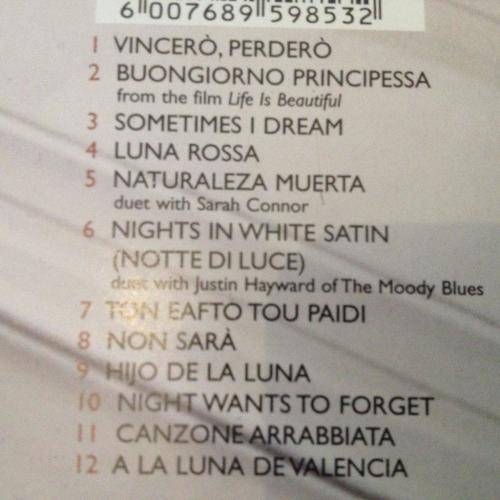 6 007689 598532
1 VINCERÒ, PERDERÒ
2 BUONGIORNO PRINCIPESSA
from the film Life Is Beautiful
3 SOMETIMES I DREAM
4 LUNA ROSSA
5 NATURALEZA MUERTA
duet with Sarah Connor
6 NIGHTS IN WHITE SATIN
(NOTTE DI LUCE)
duet with Justin Hayward of The Moody Blues
7 TON EAFTO TOU PAIDI
8 NON SARÀ
9 HIJO DE LA LUNA
10 NIGHT WANTS TO FORGET
11 CANZONE ARRABBIATA
12 A LA LUNA DE VALENCIA